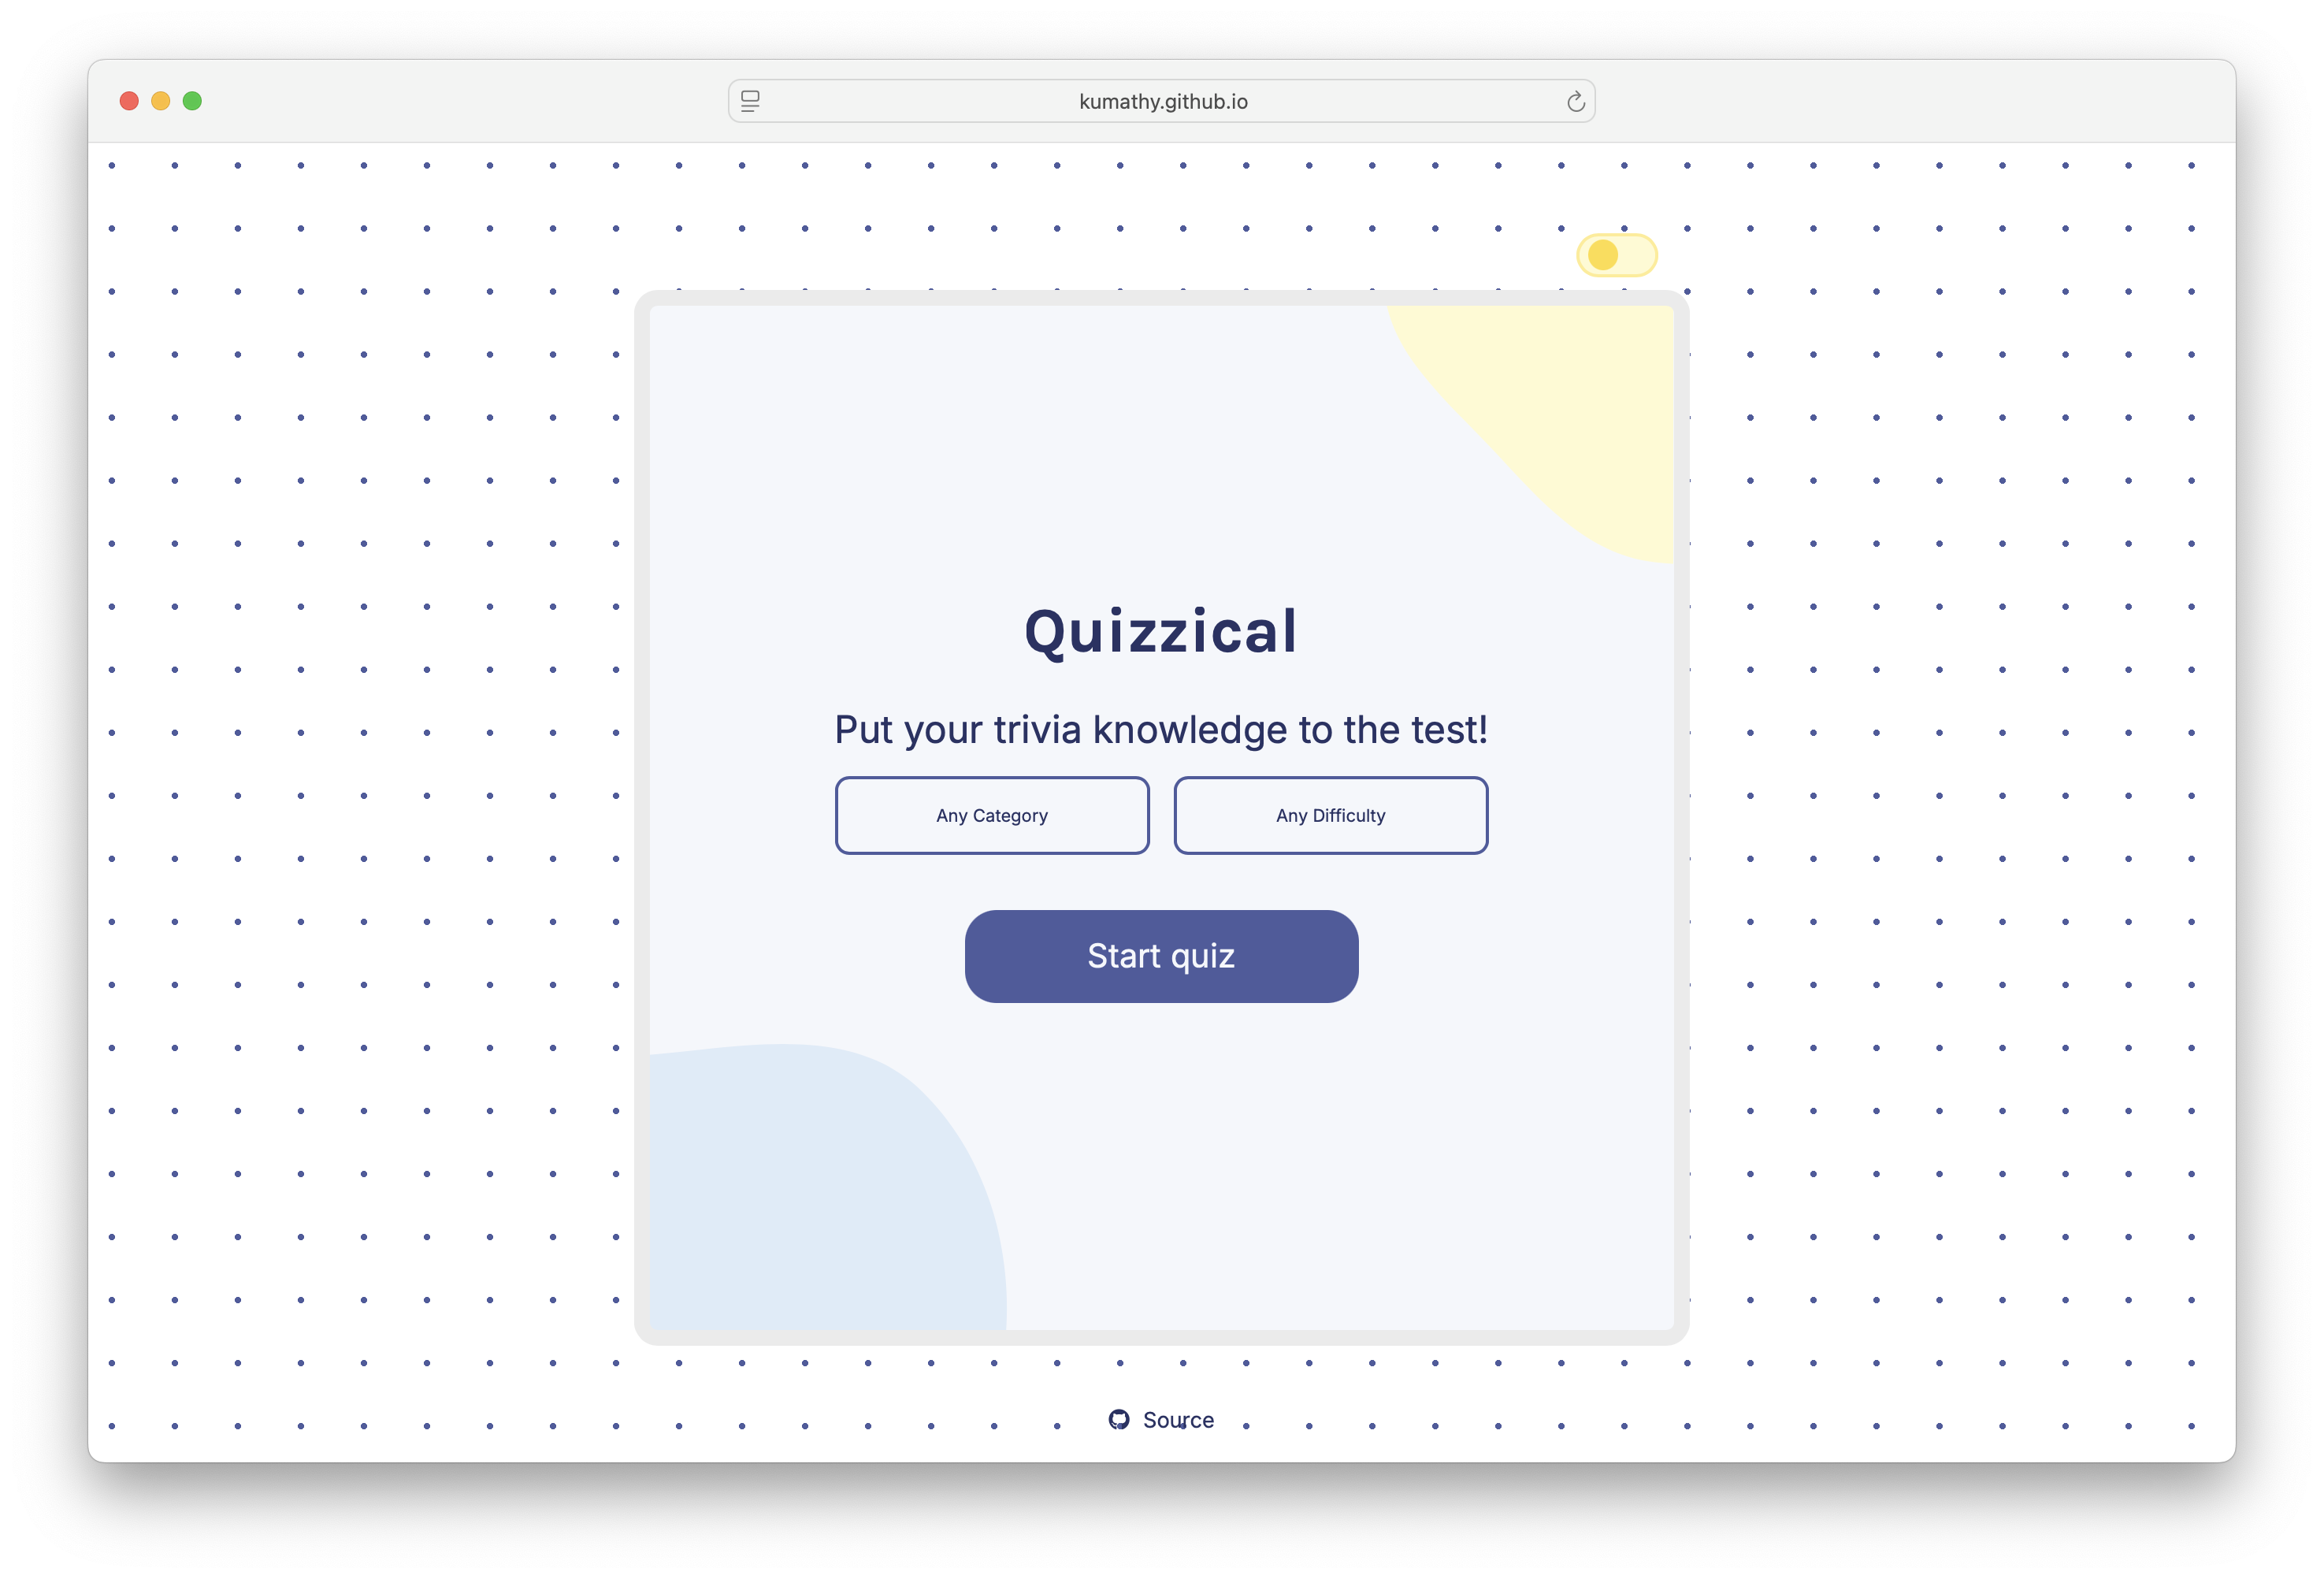 kumathy.github.io
Quizzical
Put your trivia knowledge to the test!
Any Category
Any Difficulty
Start quiz
Source